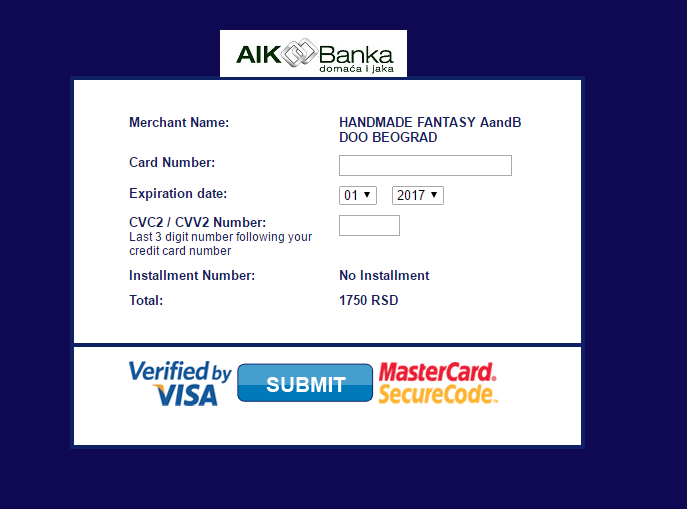 AIK Banka
domaća i jaka
Merchant Name: HANDMADE FANTASY AandB
DOO BEOGRAD
Card Number:
Expiration date: 01 2017
CVC2 / CVV2 Number:
Last 3 digit number following your
credit card number
Installment Number: No Installment
Total: 1750 RSD
Verified by
VISA
SUBMIT
MasterCard.
SecureCode™